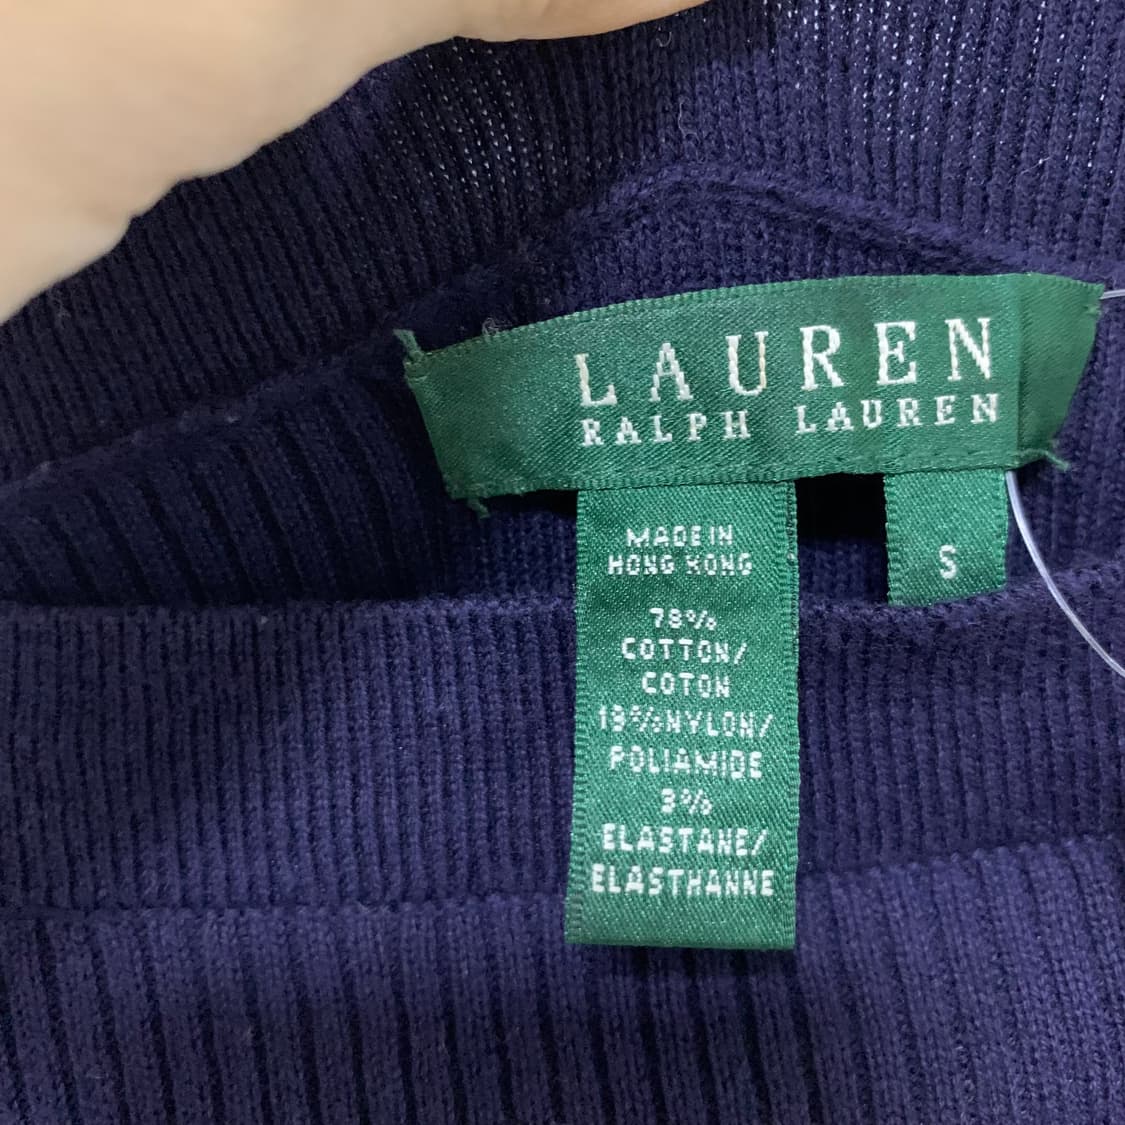 LAUREN
RALPH LAUREN
MADE IN
HONG KONG
78%
COTTON/
COTON
19%NYLON/
POLIAMIDE
3%
ELASTANE/
ELASTHANNE
S